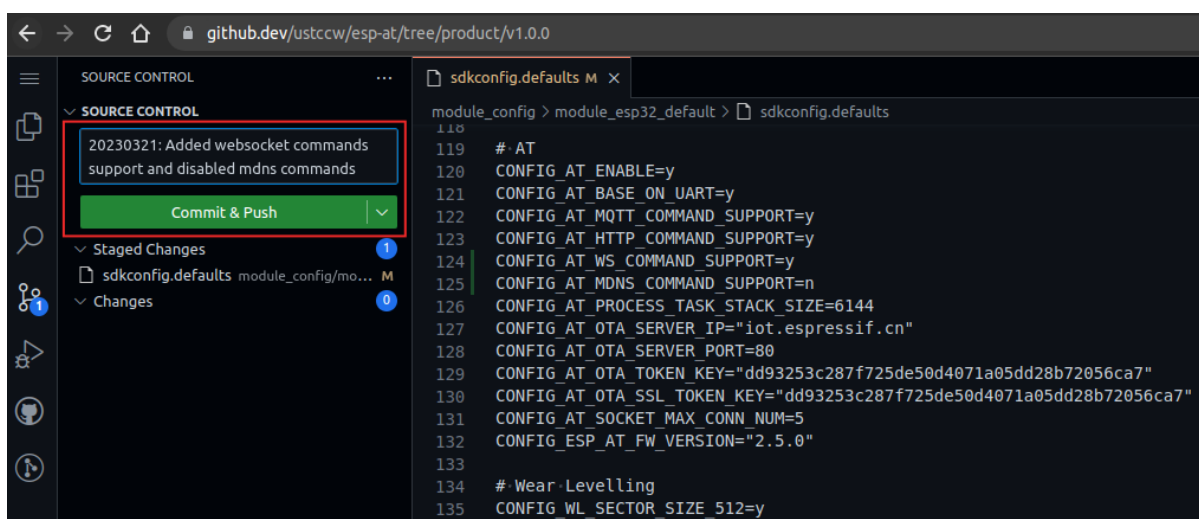 github.dev/ustccw/esp-at/tree/product/v1.0.0
SOURCE CONTROL
SOURCE CONTROL
20230321: Added websocket commands
support and disabled mdns commands
Commit & Push
Staged Changes 1
sdkconfig.defaults module_config/mo... M
Changes 0
1
sdkconfig.defaults M
module_config > module_esp32_default > sdkconfig.defaults
118
119 # AT
120 CONFIG_AT_ENABLE=y
121 CONFIG_AT_BASE_ON_UART=y
122 CONFIG_AT_MQTT_COMMAND_SUPPORT=y
123 CONFIG_AT_HTTP_COMMAND_SUPPORT=y
124 CONFIG_AT_WS_COMMAND_SUPPORT=y
125 CONFIG_AT_MDNS_COMMAND_SUPPORT=n
126 CONFIG_AT_PROCESS_TASK_STACK_SIZE=6144
127 CONFIG_AT_OTA_SERVER_IP="iot.espressif.cn"
128 CONFIG_AT_OTA_SERVER_PORT=80
129 CONFIG_AT_OTA_TOKEN_KEY="dd93253c287f725de50d4071a05dd28b72056ca7"
130 CONFIG_AT_OTA_SSL_TOKEN_KEY="dd93253c287f725de50d4071a05dd28b72056ca7"
131 CONFIG_AT_SOCKET_MAX_CONN_NUM=5
132 CONFIG_ESP_AT_FW_VERSION="2.5.0"
133
134 # Wear Levelling
135 CONFIG_WL_SECTOR_SIZE_512=y